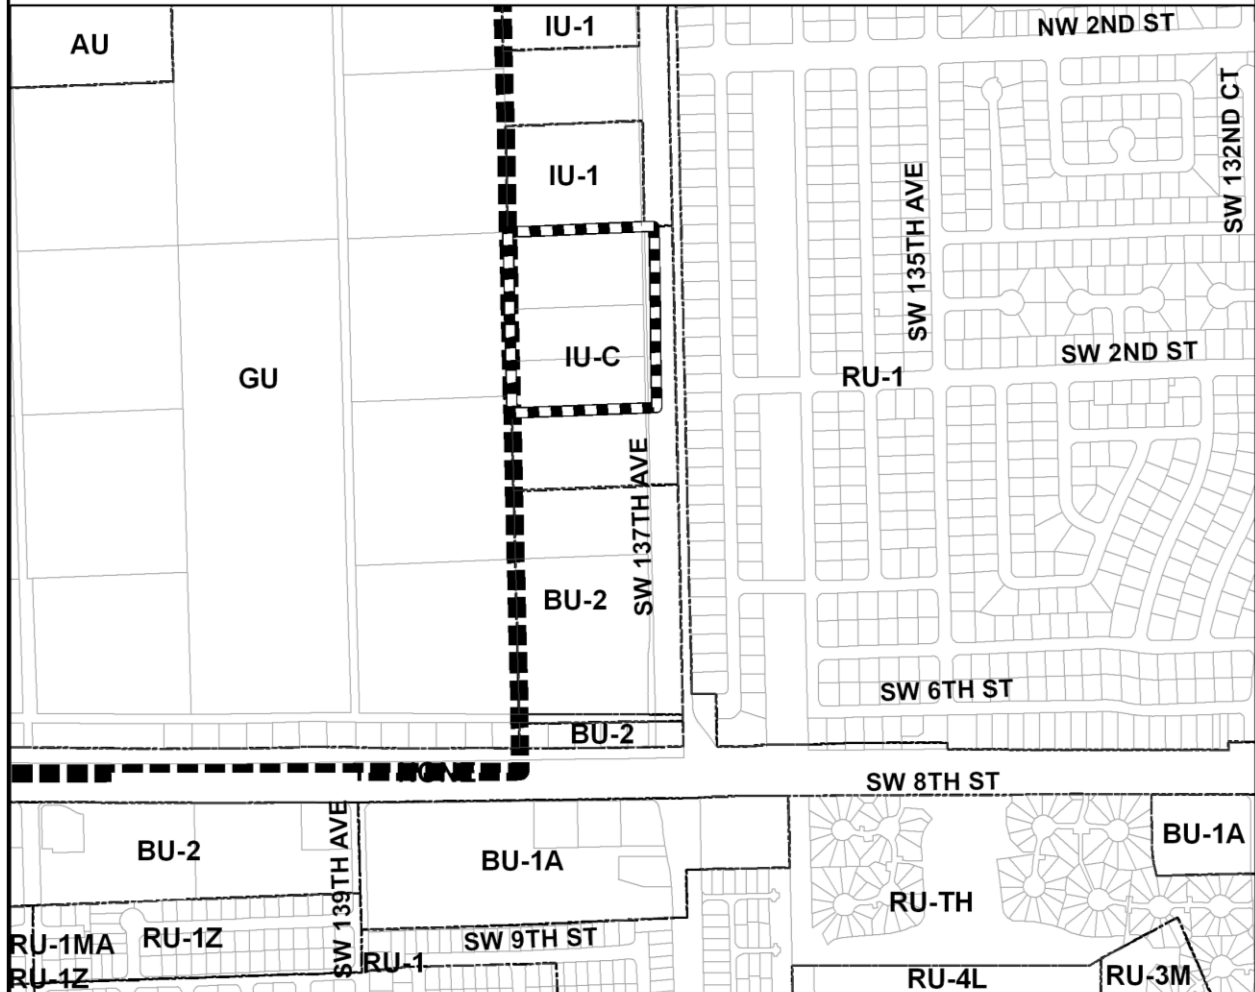 AU
IU-1
NW 2ND ST
SW 132ND CT
IU-1
SW 135TH AVE
IU-C
SW 2ND ST
GU
RU-1
SW 137TH AVE
BU-2
SW 6TH ST
BU-2
SW 8TH ST
BU-2
SW 139TH AVE
BU-1A
BU-1A
RU-TH
RU-1MA
RU-1Z
SW 9TH ST
RU-1
RU-1Z
RU-4L
RU-3M